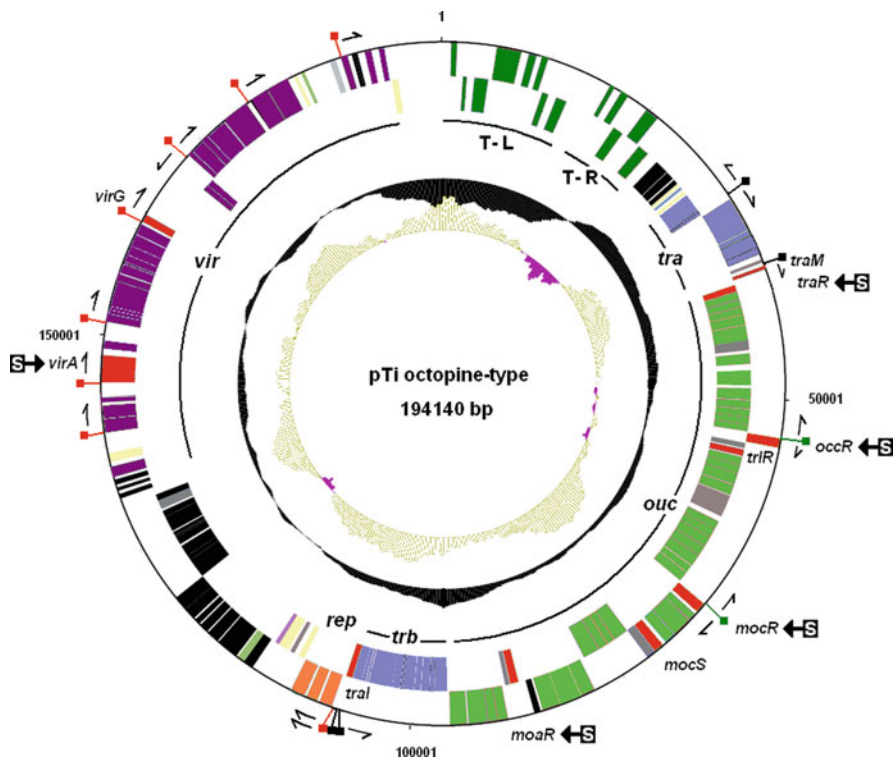 1
T-L
T-R
virG
vir
tra
traM
traR S
150001
S virA
pTi octopine-type
194140 bp
50001
occR S
trlR
ouc
rep
trb
mocR S
mocS
traI
moaR S
100001